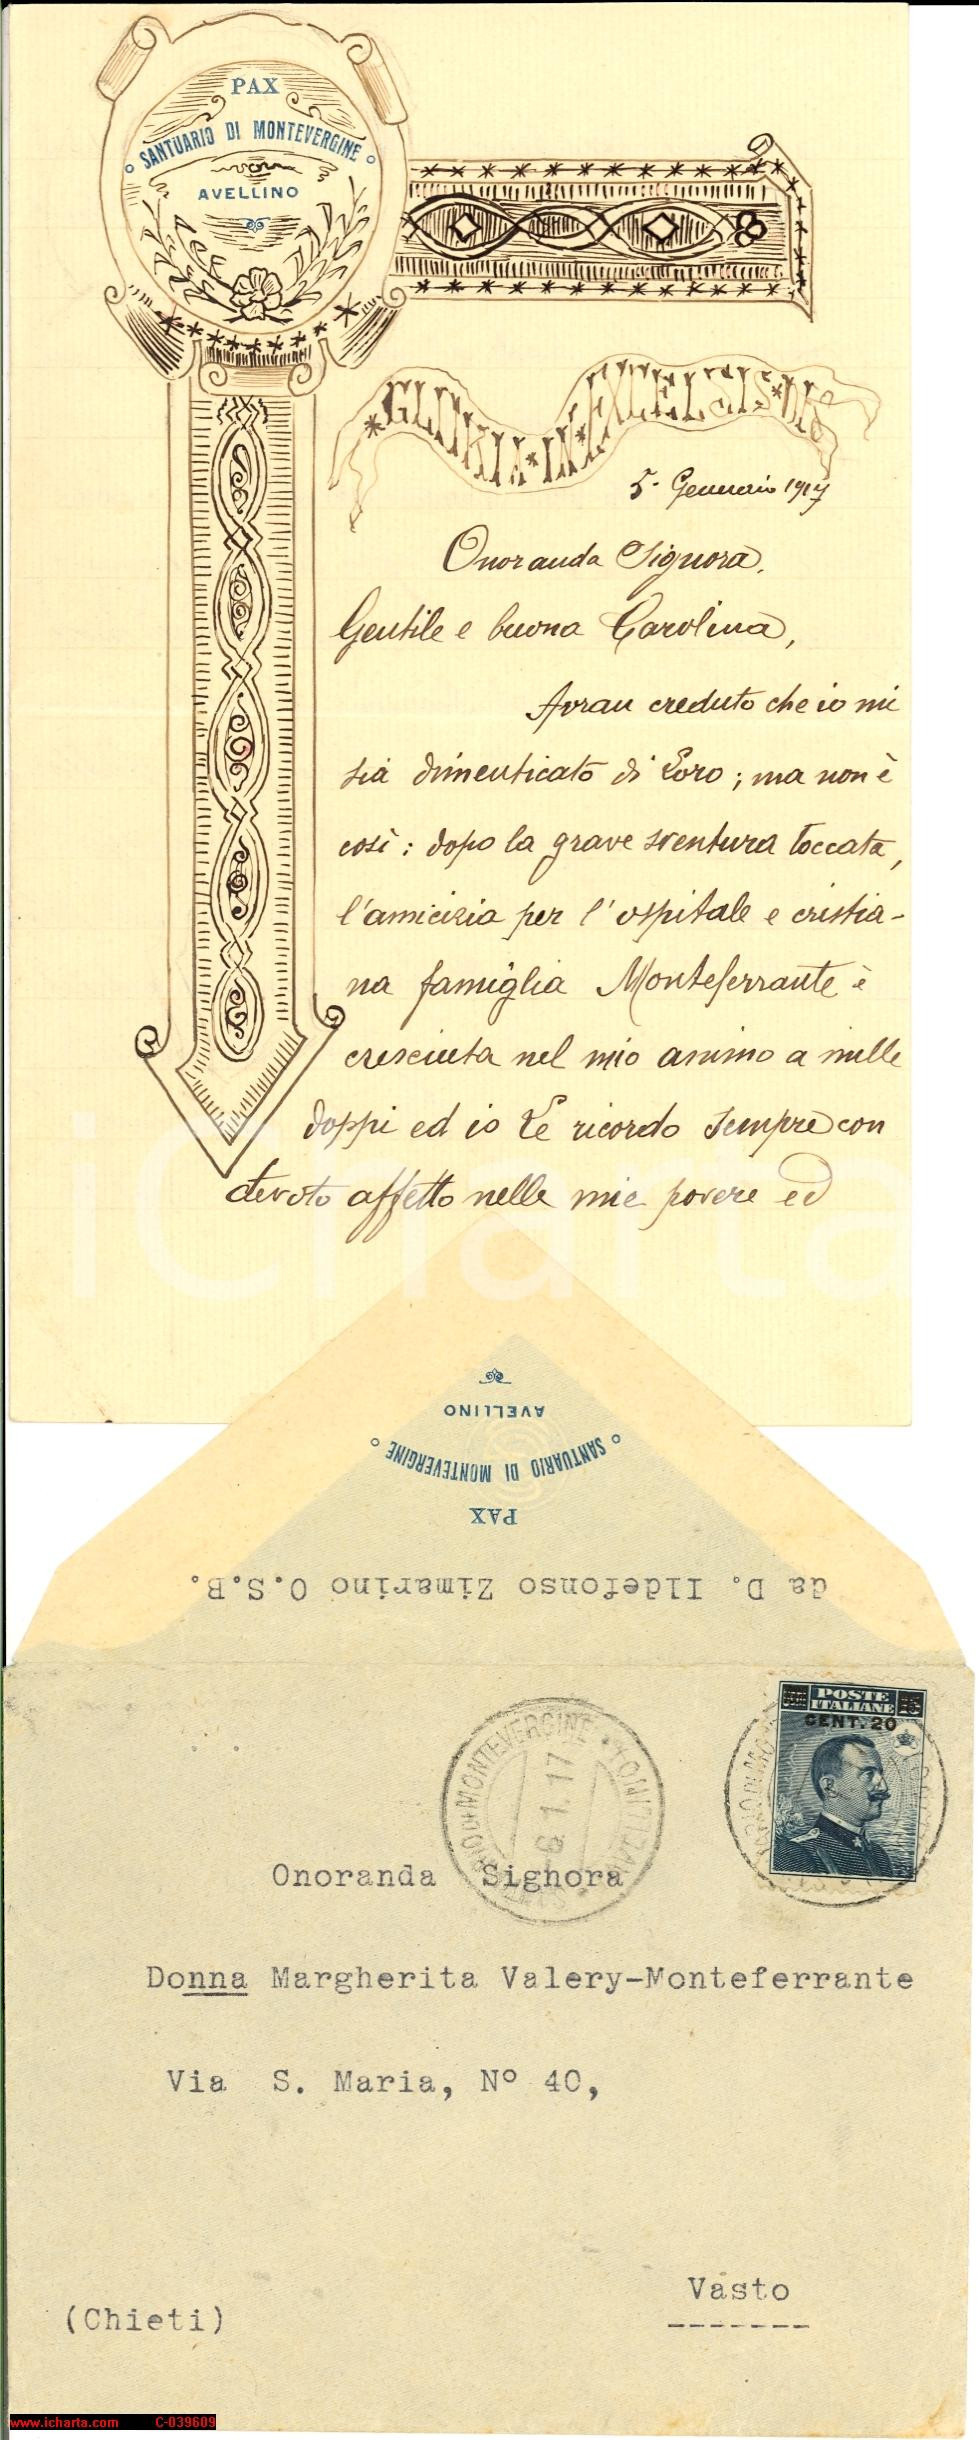 PAX
SANTUARIO DI MONTEVERGINE
AVELLINO
*GLORIA*IN*EXCELSIS*
5. Gennaio 1917
Onoranda Signora,
Gentile e buona Carolina,
Avran creduto che io mi
sia dimenticato di Loro; ma non è
così: dopo la grave sventura toccata,
l'amicizia per l'ospitale e cristia-
na famiglia Monteferrante è
cresciuta nel mio animo a mille
doppi ed io Le ricordo sempre con
devoto affetto nelle mie povere ed
iCharta
AVELLINO
SANTUARIO DI MONTEVERGINE
PAX
da D. Ildefonso Zimarino O.S.B.
POSTE
ITALIANE
CENT. 20
MONTEVERGINE
6.1.17
Onoranda Signora
Donna Margherita Valery-Monteferrante
Via S. Maria, Nº 40,
Vasto
(Chieti)
www.icharta.com C-039609